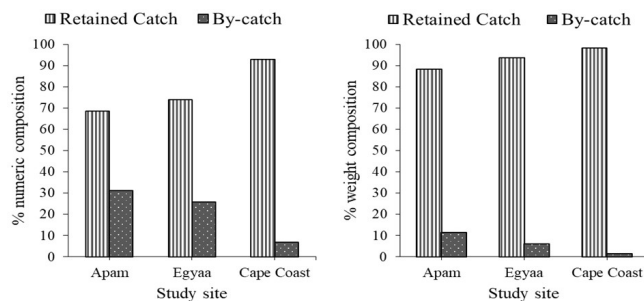 Retained Catch By-catch
100
90
80
70
60
50
40
30
20
10
0
% numeric composition
Apam Egyaa Cape Coast
Study site
Retained Catch By-catch
100
90
80
70
60
50
40
30
20
10
0
% weight composition
Apam Egyaa Cape Coast
Study site